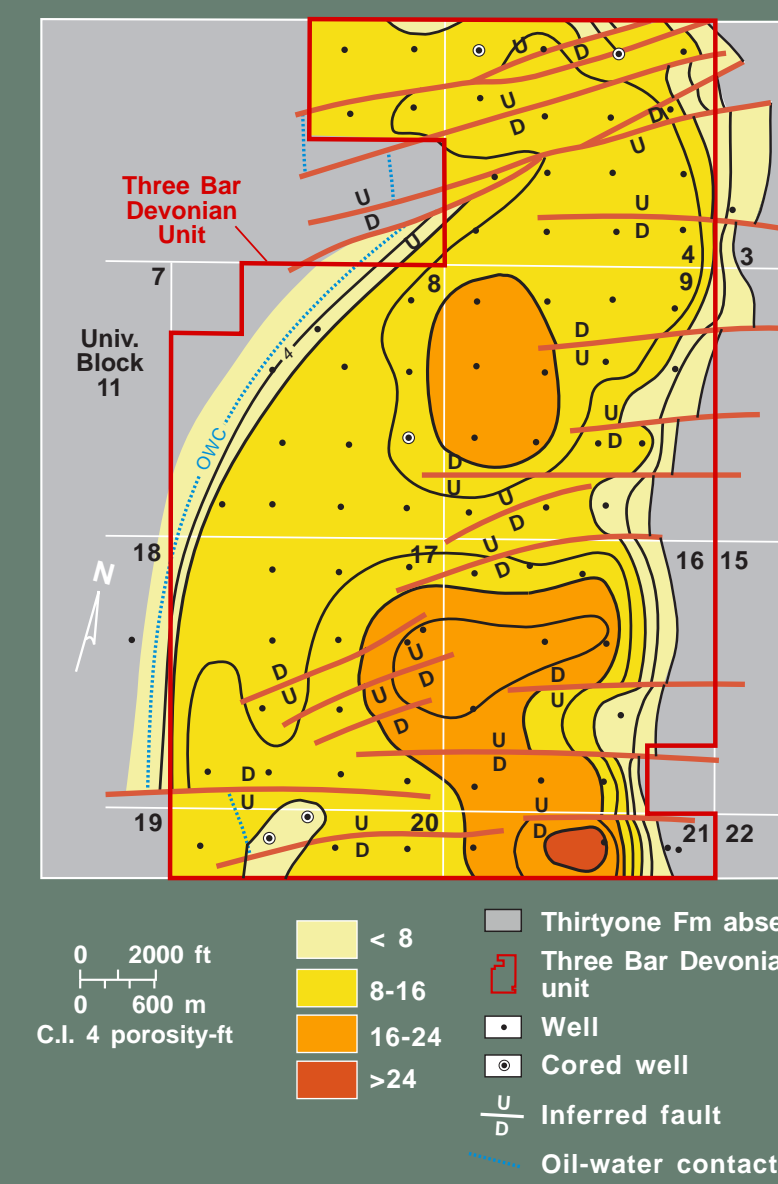 U
D
U
D
D
U
Three Bar
Devonian
Unit
U
D
U
U
D
4
3
7
8
9
D
U
Univ.
Block
11
4
U
D
OWC
D
U
U
D
18
17
U
D
16
15
N
U
D
D
U
U
D
D
U
U
D
D
U
U
D
19
U
D
20
21
22
0 2000 ft
0 600 m
C.I. 4 porosity-ft
< 8
8-16
16-24
>24
Thirtyone Fm abse
Three Bar Devonia
unit
Well
Cored well
U
D
Inferred fault
Oil-water contact